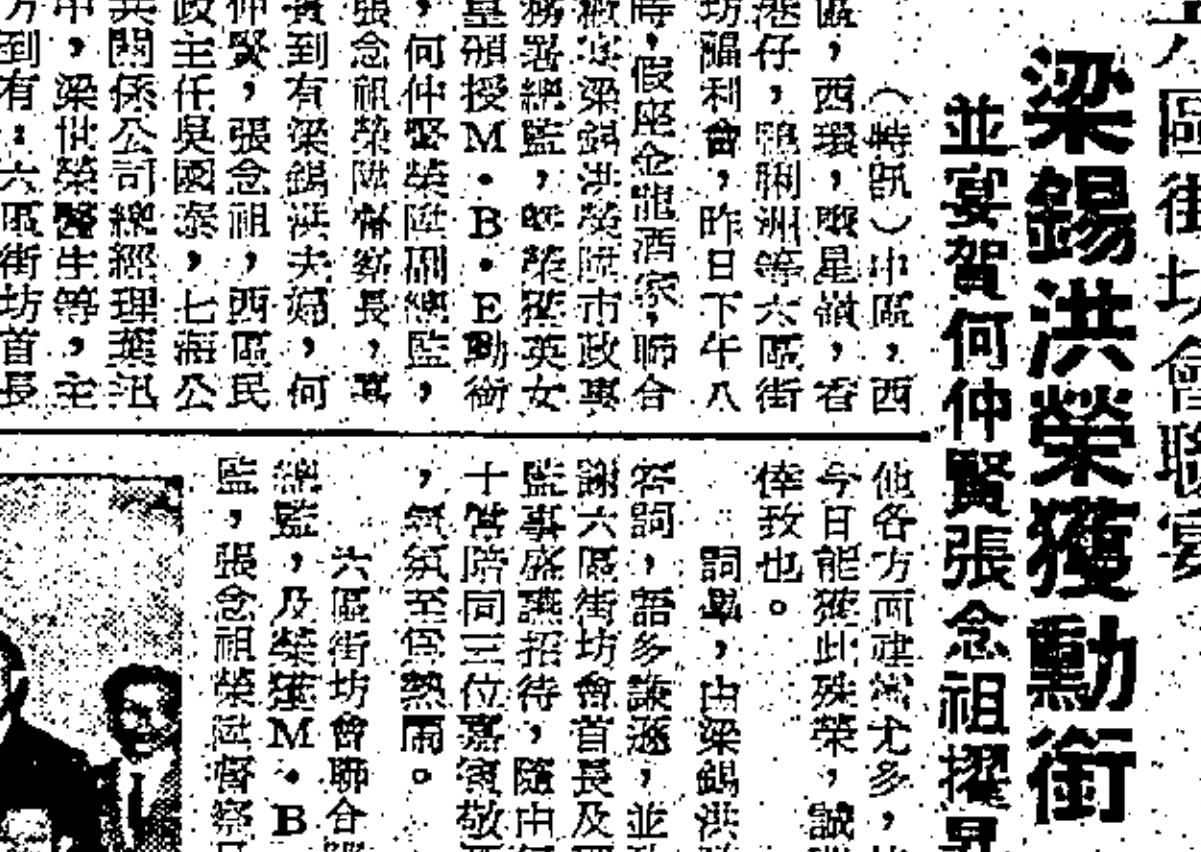 六區街坊會聯宴
梁錫洪榮獲勳銜
並宴賀何仲賢張念祖擢昇
（特訊）中區，西
區，西環，摩星嶺，香
港仔，鴨脷洲等六區街
坊福利會，昨日下午八
時，假座金龍酒家，聯合
歡宴梁錫洪榮陞市政事
務署總監，暨榮獲英女
皇頒授M·B·E勳銜
，何仲賢榮陞副總監，
張念祖榮陞督察長，嘉
賓到有梁錫洪夫婦，何
仲賢，張念祖，西區民
政主任吳國泰，七海公
共關係公司總經理葉迅
中，梁世榮醫生等，主
方到有：六區街坊首長
他各方面建樹尤多，
今日能獲此殊榮，誠
倖致也。
詞畢，由梁錫洪
答詞，語多謙遜，並
謝六區街坊會首長及
監事盛讌招待，隨由
十當陪同三位嘉賓敬
，氣氛至為熱鬧。
六區街坊會聯合
總監，及榮獲M·B
監，張念祖榮陞督察